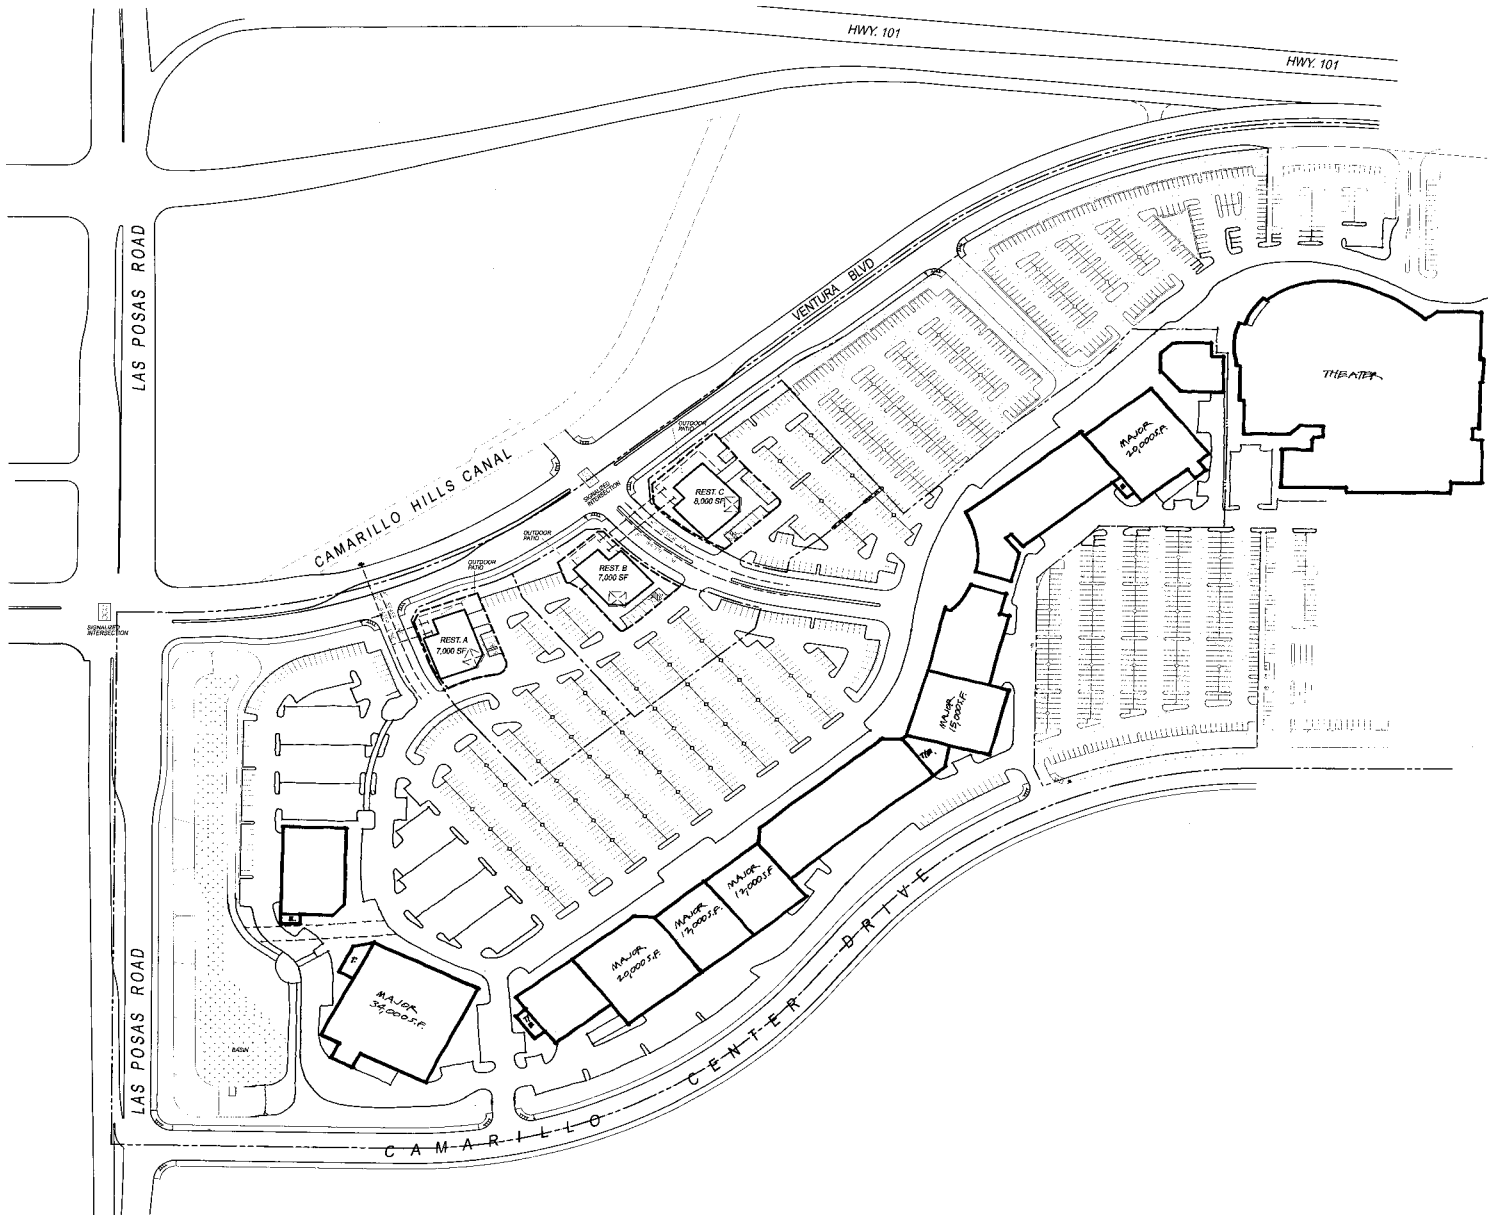 HWY. 101
HWY. 101
LAS POSAS ROAD
VENTURA BLVD
THEATER
OUTDOOR
PATIO
MAJOR
20,000 S.F.
CAMARILLO HILLS CANAL
SIGNALIZED
INTERSECTION
REST. C
8,000 SF
OUTDOOR
PATIO
OUTDOOR
PATIO
REST. B
7,000 SF
SIGNALIZED
INTERSECTION
REST. A
7,000 SF
MAJOR
15,000 S.F.
MAJOR
12,000 S.F
MAJOR
12,000 S.F.
MAJOR
20,000 S.F.
MAJOR
34,000 S.F.
LAS POSAS ROAD
BASIN
CAMARILLO CENTER DRIVE